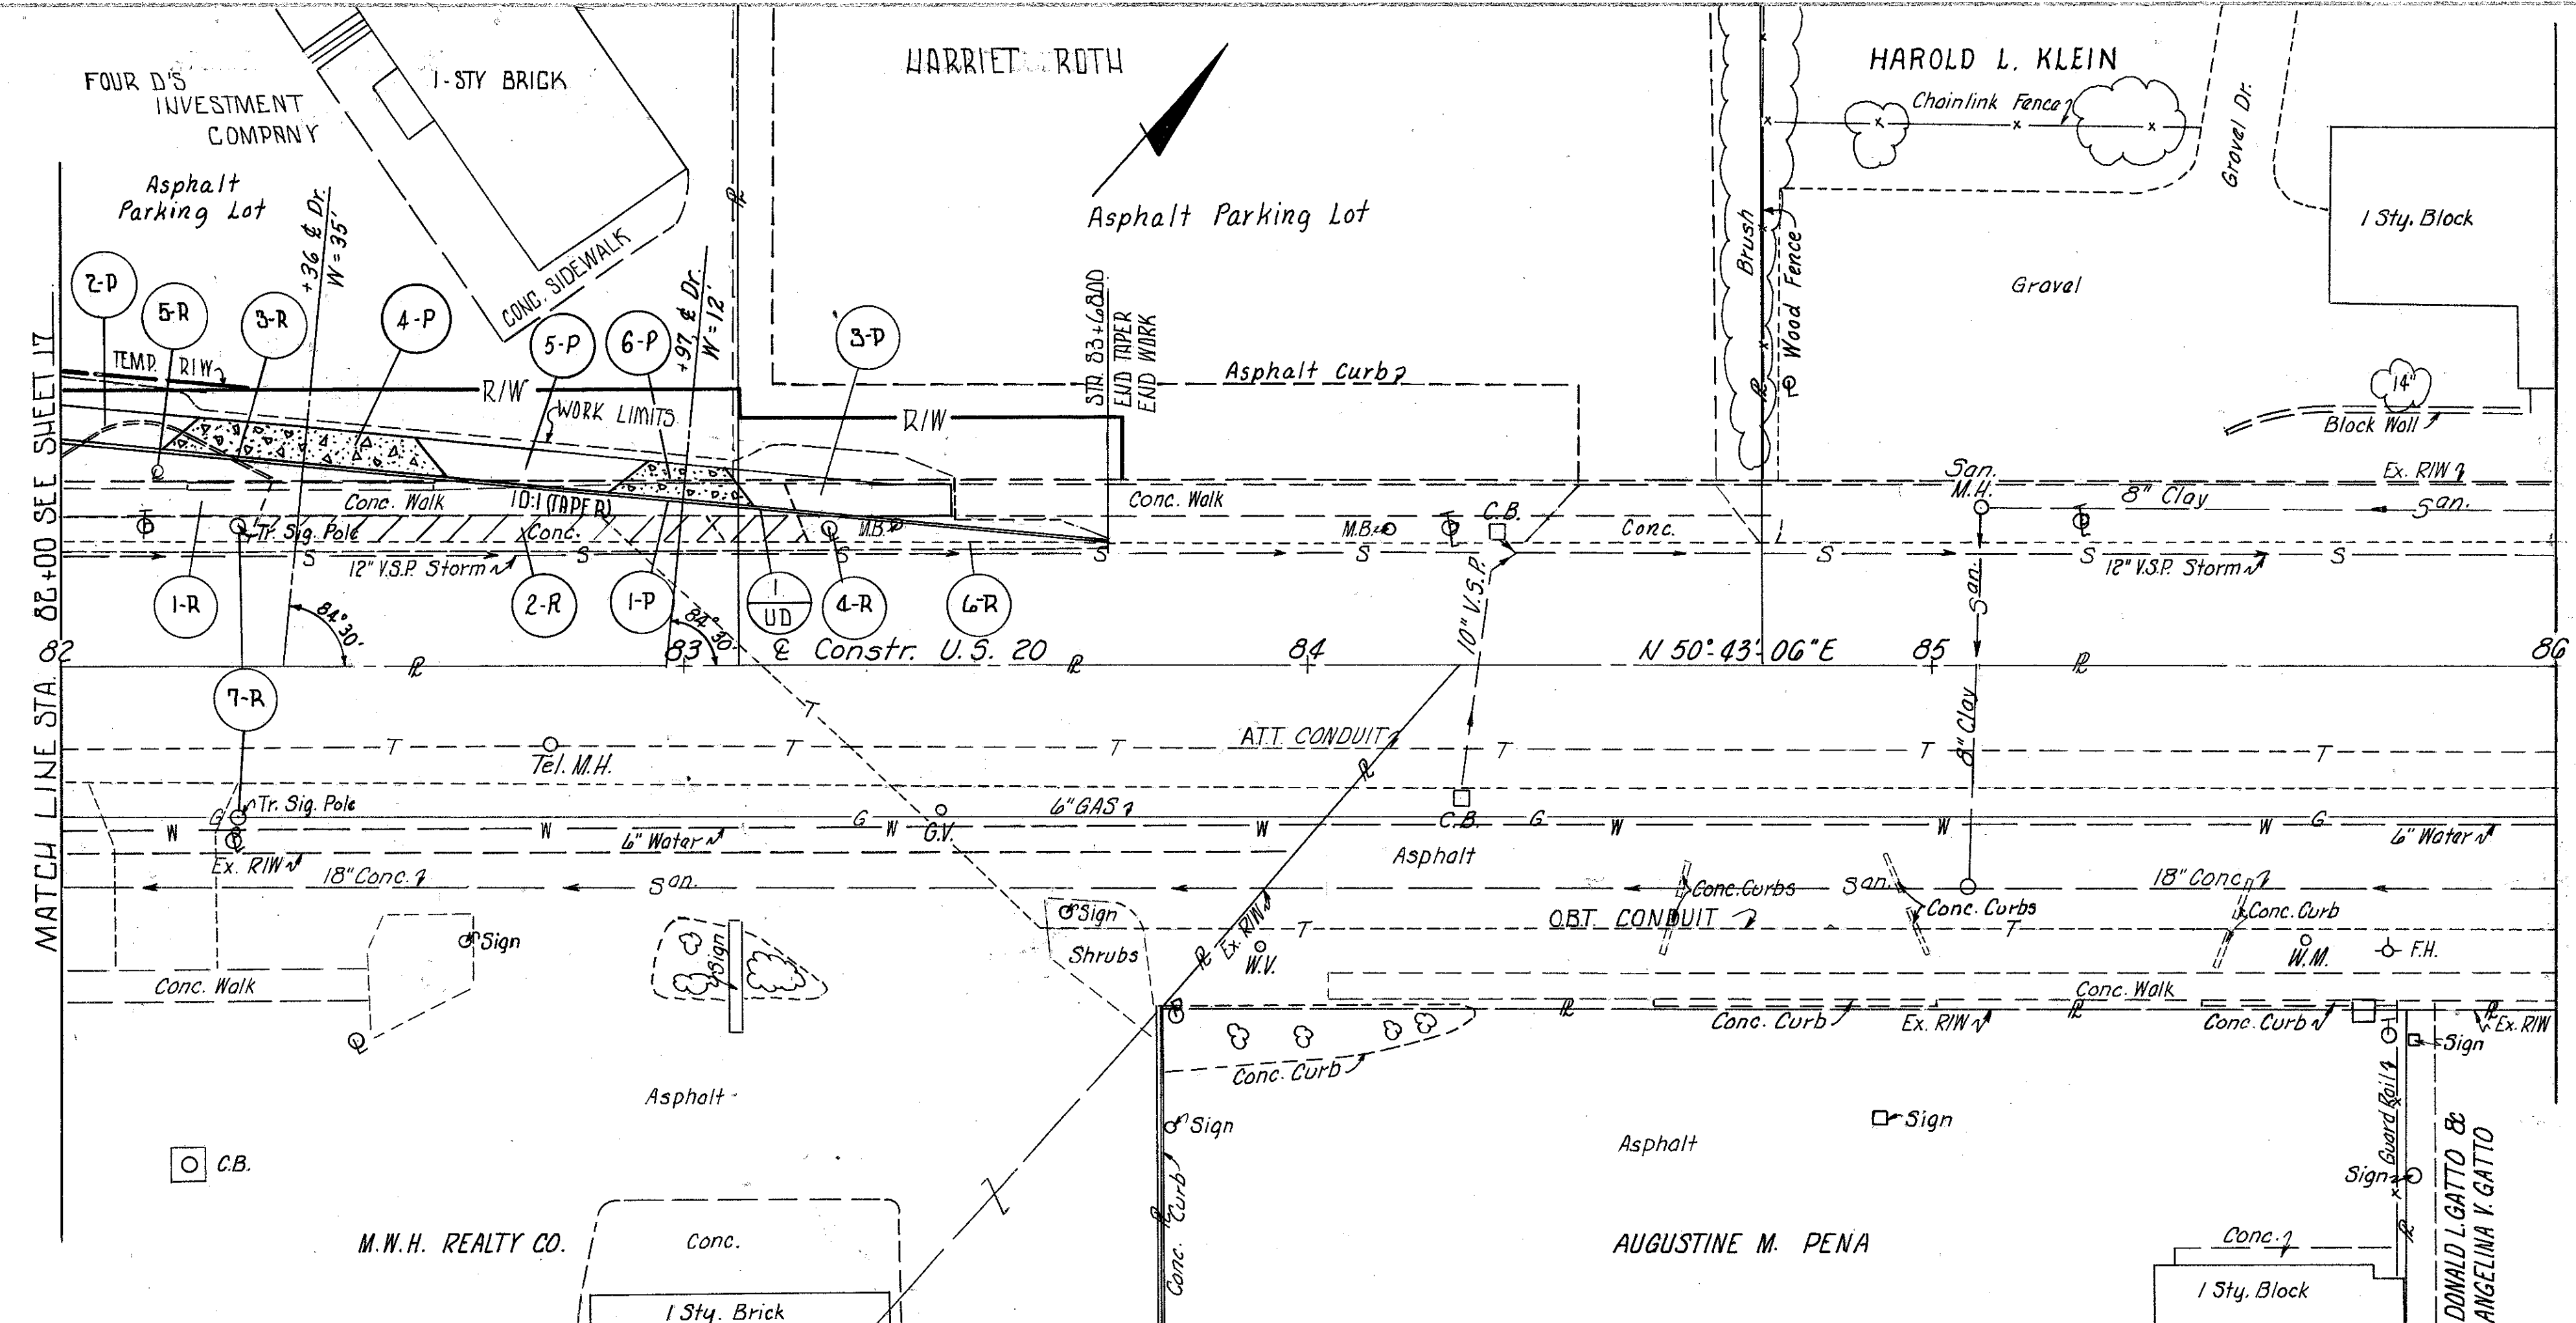 FOUR D'S
INVESTMENT
COMPANY
1-STY BRICK
HARRIET ROTH
HAROLD L. KLEIN
Chainlink Fence
Gravel Dr.
Asphalt
Parking Lot
+36 ℄ Dr.
W=35'
CONC. SIDEWALK
+97, ℄ Dr.
W=12'
℄
Asphalt Parking Lot
Brush
Wood Fence
1 Sty. Block
Gravel
2-P
5-R
3-R
4-P
5-P
6-P
3-P
STA. 83+68 BND
END TAPER
END WORK
Asphalt Curb
14"
Block Wall
TEMP. R/W
R/W
WORK LIMITS
R/W
Ex. R/W
Conc. Walk
10:1 (TAPER)
Conc. Walk
San.
M.H.
8" Clay
San.
Tr. Sig. Pole
Conc.
M.B.
M.B.
C.B.
Conc.
S
S
S
S
S
S
S
S
S
12" V.S.P. Storm
12" V.S.P. Storm
1-R
2-R
1-P
1
UD
4-R
6-R
10" V.S.P.
San.
84° 30'
84° 30'
MATCH LINE STA. 82+00 SEE SHEET 17
82
83
℄ Constr. U.S. 20
84
N 50°-43'-06" E
85
86
7-R
T
T
T
T
T
T
T
A.T.T. CONDUIT
8" Clay
Tel. M.H.
Tr. Sig. Pole
G
6" GAS
G
G
G
W
W
W
W
W
W
W
6" Water
G.V.
C.B.
6" Water
Ex. R/W
Asphalt
18" Conc.
San.
Conc. Curbs
San.
18" Conc.
Conc. Curbs
Conc. Curb
Sign
O.B.T. CONDUIT
T
T
Sign
Sign
Shrubs
Ex. R/W
W.V.
W.M.
F.H.
Conc. Walk
Conc. Walk
Conc. Curb
Ex. R/W
Conc. Curb
Ex. R/W
Sign
Conc. Curb
Guard Rail
Asphalt
Sign
Sign
Asphalt
Sign
C.B.
Conc. Curb
M.W.H. REALTY CO.
Conc.
AUGUSTINE M. PENA
Conc.
1 Sty. Brick
1 Sty. Block
DONALD L. GATTO &
ANGELINA V. GATTO